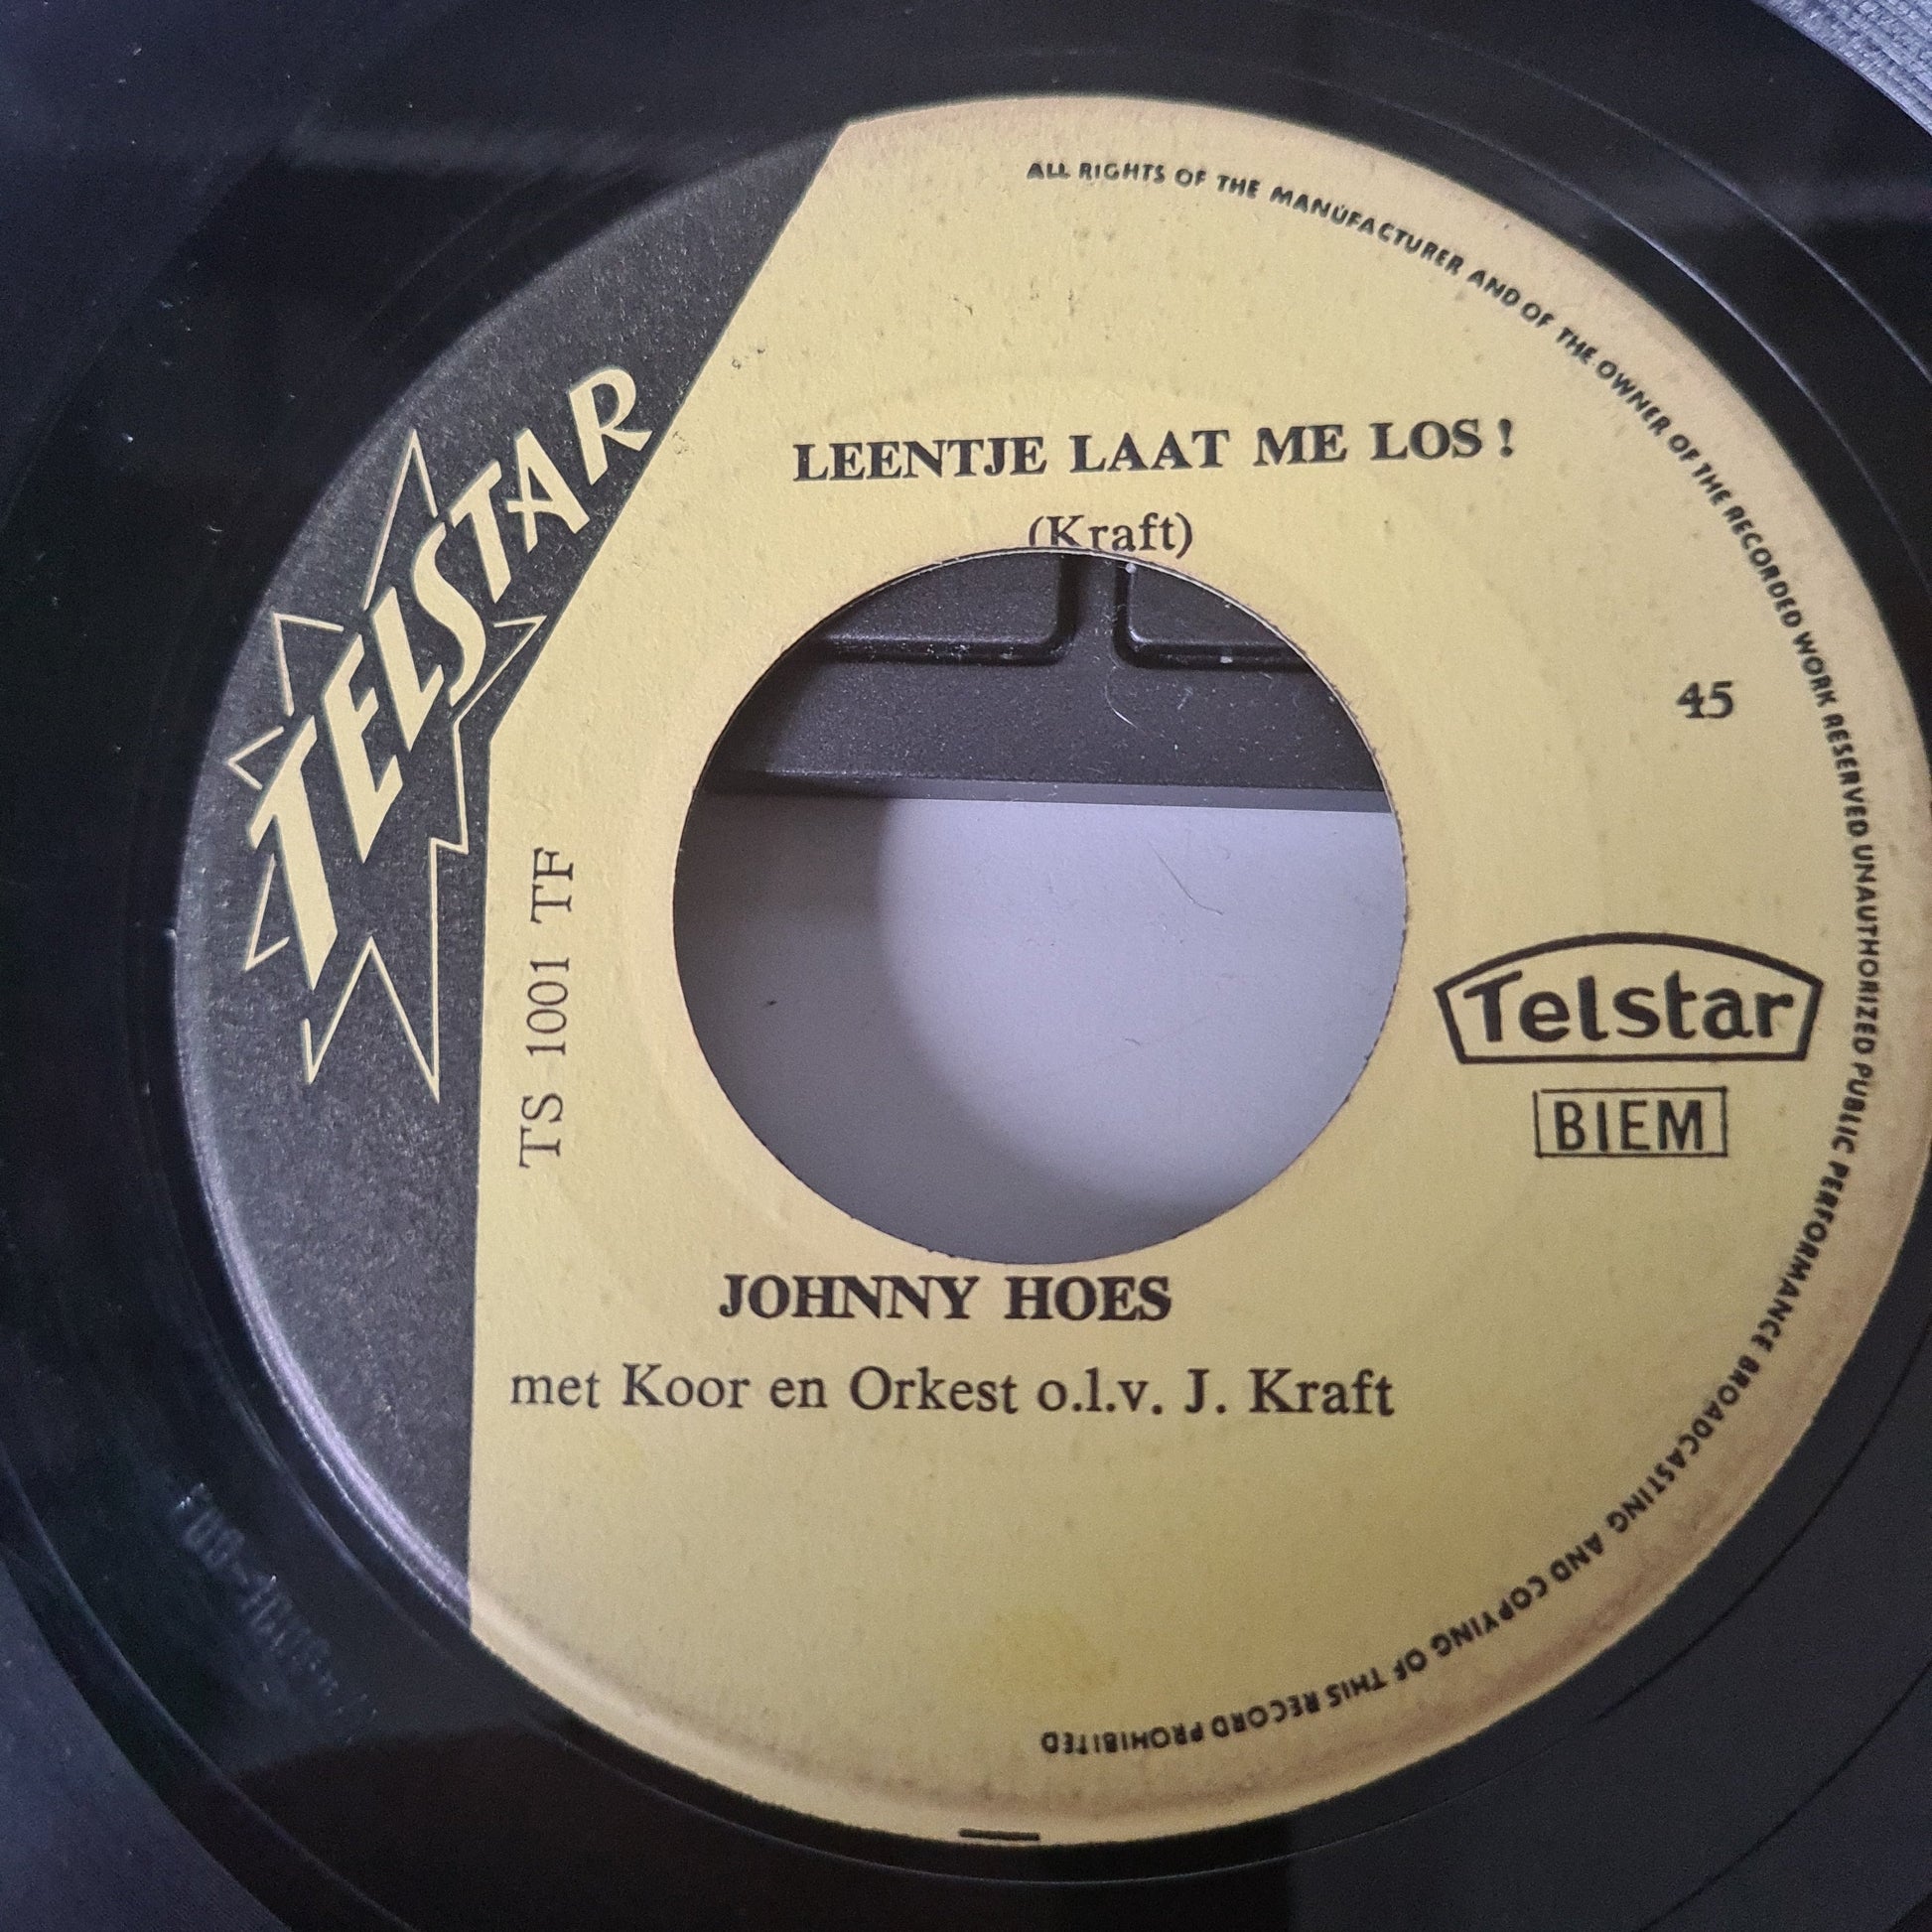 TELSTAR
LEENTJE LAAT ME LOS !
(Kraft)
45
TS 1001 TF
Telstar
BIEM
JOHNNY HOES
met Koor en Orkest o.l.v. J. Kraft
ALL RIGHTS OF THE MANUFACTURER AND OF THE OWNER OF THE RECORDED WORK RESERVED UNAUTHORIZED PUBLIC PERFORMANCE BROADCASTING AND COPYING OF THIS RECORD PROHIBITED